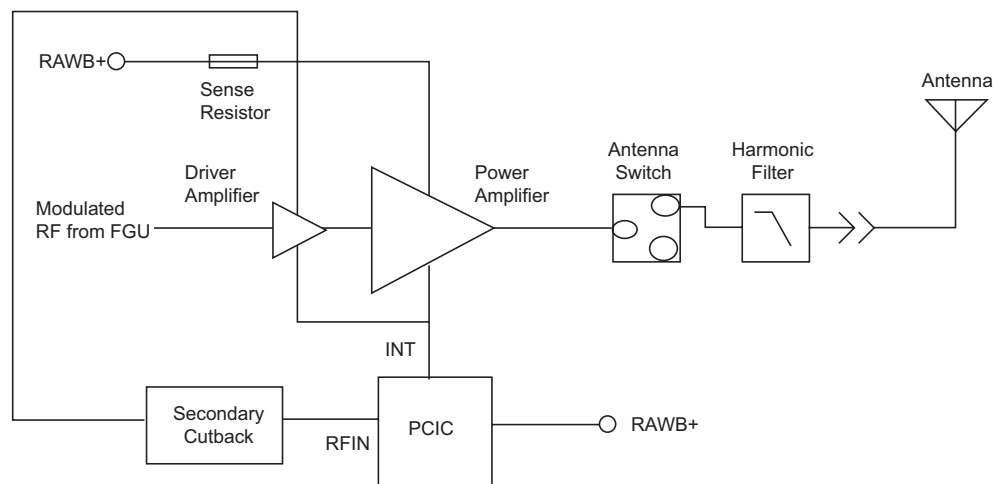 RAWB+
Sense
Resistor
Antenna
Driver
Amplifier
Power
Amplifier
Antenna
Switch
Harmonic
Filter
Modulated
RF from FGU
INT
Secondary
Cutback
RFIN
PCIC
RAWB+